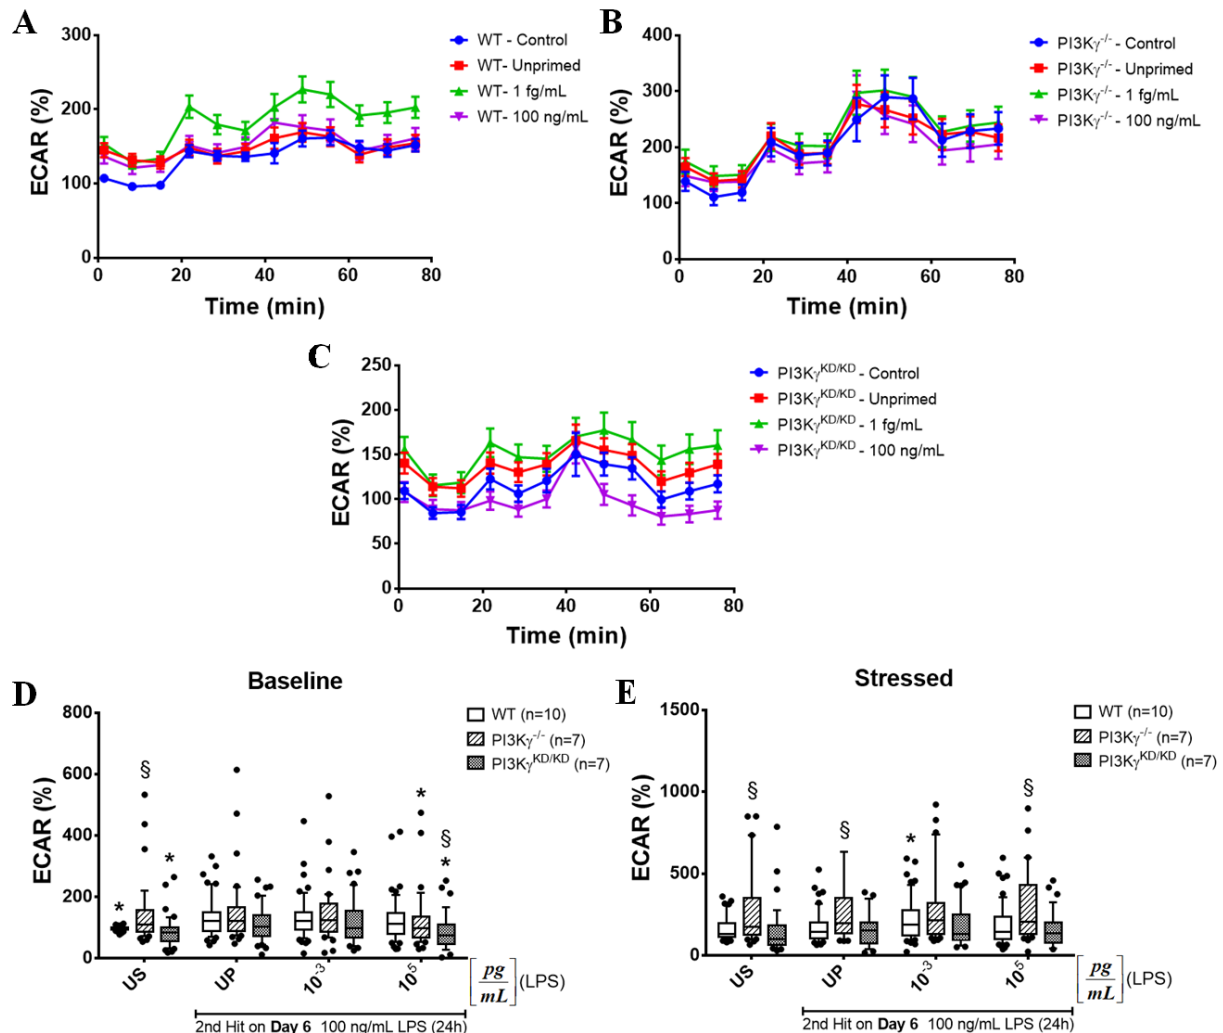 A
300
200
100
0
ECAR (%)
0 20 40 60 80
Time (min)
WT - Control
WT- Unprimed
WT- 1 fg/mL
WT- 100 ng/mL
B
400
300
200
100
0
ECAR (%)
0 20 40 60 80
Time (min)
PI3Kγ-/- - Control
PI3Kγ-/- - Unprimed
PI3Kγ-/- - 1 fg/mL
PI3Kγ-/- - 100 ng/mL
C
250
200
150
100
50
0
ECAR (%)
0 20 40 60 80
Time (min)
PI3KγKD/KD - Control
PI3KγKD/KD - Unprimed
PI3KγKD/KD - 1 fg/mL
PI3KγKD/KD - 100 ng/mL
D
Baseline
800
600
400
200
0
ECAR (%)
WT (n=10)
PI3Kγ-/- (n=7)
PI3KγKD/KD (n=7)
* § * * § *
US UP 10-3 105
[pg/mL] (LPS)
2nd Hit on Day 6 100 ng/mL LPS (24h)
E
Stressed
1500
1000
500
0
ECAR (%)
WT (n=10)
PI3Kγ-/- (n=7)
PI3KγKD/KD (n=7)
§ § * §
US UP 10-3 105
[pg/mL] (LPS)
2nd Hit on Day 6 100 ng/mL LPS (24h)